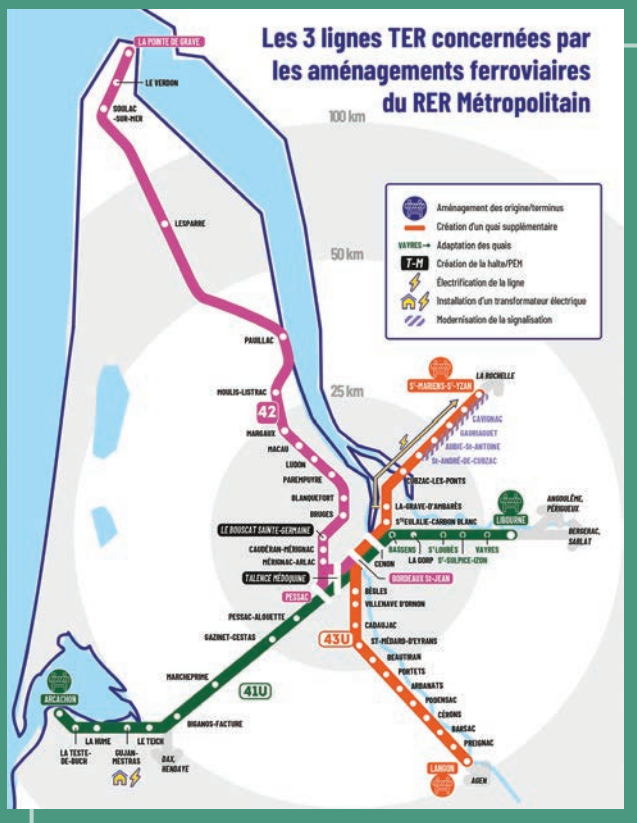 Les 3 lignes TER concernées par
les aménagements ferroviaires
du RER Métropolitain
100 km
50 km
25 km
Aménagement des origine/terminus
Création d'un quai supplémentaire
VAYRES→ Adaptation des quais
T-M Création de la halte/PEM
Électrification de la ligne
Installation d'un transformateur électrique
Modernisation de la signalisation
LA POINTE DE GRAVE
LE VERDON
SOULAC
-SUR-MER
LESPARRE
PAUILLAC
MOULIS-LISTRAC
42
MARGAUX
MACAU
LUDON
PAREMPUYRE
BLANQUEFORT
BRUGES
LE BOUSCAT SAINTE-GERMAINE
CAUDÉRAN-MÉRIGNAC
MÉRIGNAC-ARLAC
TALENCE MÉDOQUINE
PESSAC
LA ROCHELLE
St-MARIENS-St-YZAN
CAVIGNAC
GAURIAGUET
AUBIE-St-ANTOINE
St-ANDRÉ-DE-CUBZAC
CUBZAC-LES-PONTS
LA-GRAVE-D'AMBARÈS
STE EULALIE-CARBON BLANC
LIBOURNE
ANGOULÊME,
PÉRIGUEUX
BERGERAC,
SARLAT
BASSENS
St LOUBÈS
VAYRES
LA GORP
St-SULPICE-IZON
CENON
BORDEAUX St-JEAN
BÈGLES
VILLENAVE D'ORNON
CADAUJAC
43U
ST-MÉDARD-D'EYRANS
BEAUTIRAN
PORTETS
ARBANATS
PODENSAC
CÉRONS
BARSAC
PREIGNAC
LANGON
AGEN
PESSAC-ALOUETTE
GAZINET-CESTAS
MARCHEPRIME
41U
BIGANOS-FACTURE
ARCACHON
LA TESTE-
DE-BUCH
LA HUME
GUJAN-
MESTRAS
LE TEICH
DAX,
HENDAYE